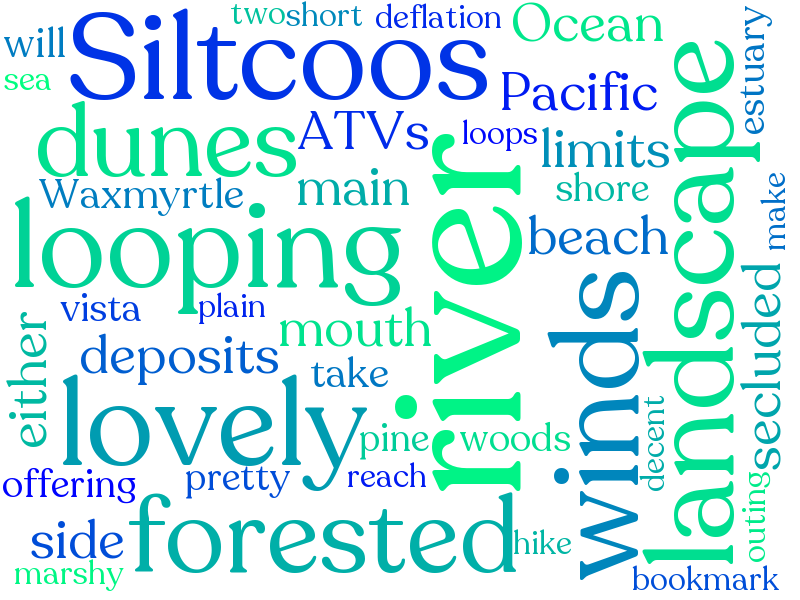 twoshort
deflation
Ocean
will
Siltcoos
sea
Pacific
estuary
dunes
ATVs
loops
limits
landscape
Waxmyrtle
main
shore
make
looping
river
beach
vista
plain
mouth
winds
secluded
either
deposits
take
lovely
pine
woods
decent
offering
pretty
reach
outing
side
forested
hike
marshy
bookmark